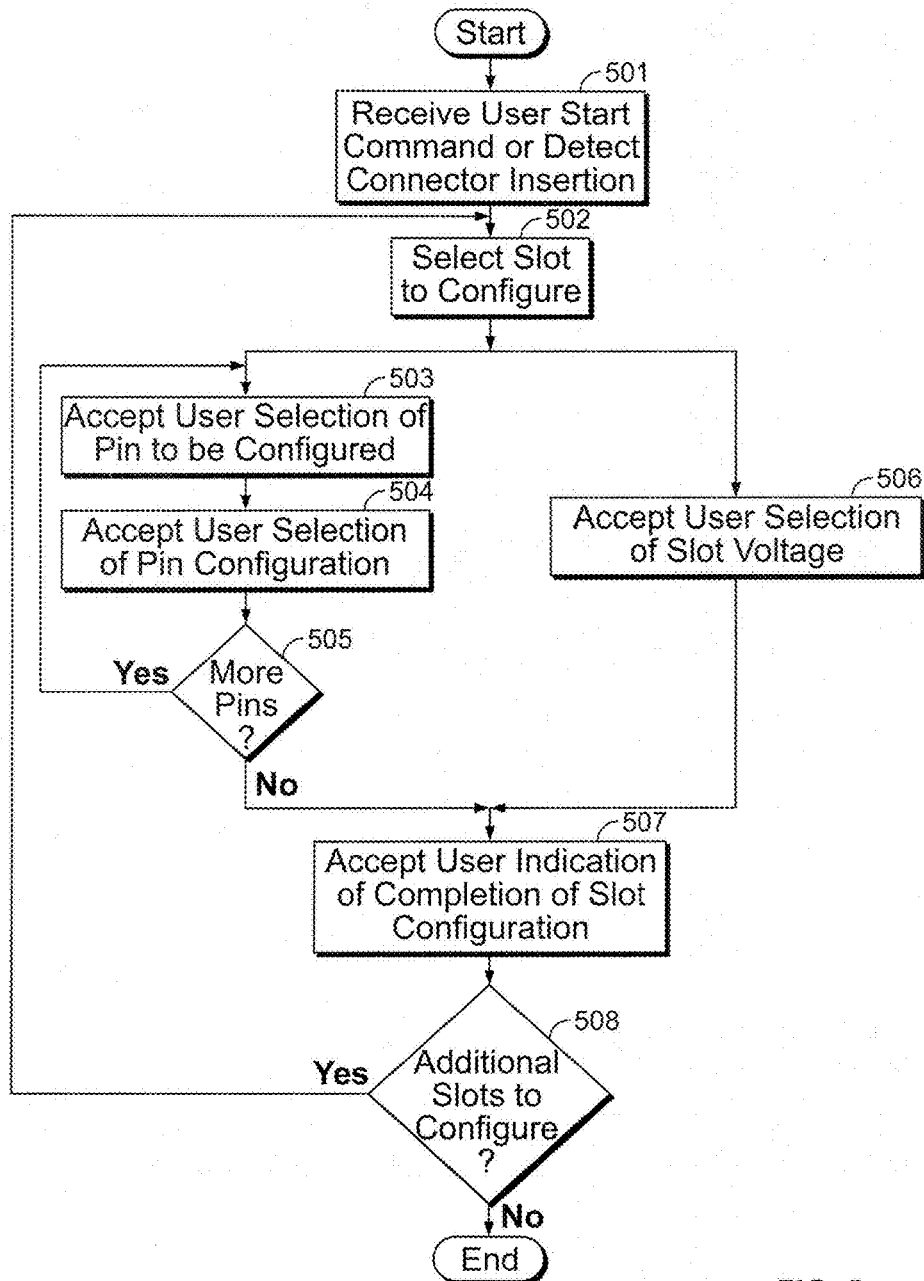 Start
501
Receive User Start
Command or Detect
Connector Insertion
502
Select Slot
to Configure
503
Accept User Selection of
Pin to be Configured
504
Accept User Selection
of Pin Configuration
506
Accept User Selection
of Slot Voltage
505
More
Pins
?
Yes
No
507
Accept User Indication
of Completion of Slot
Configuration
508
Additional
Slots to
Configure
?
Yes
No
End